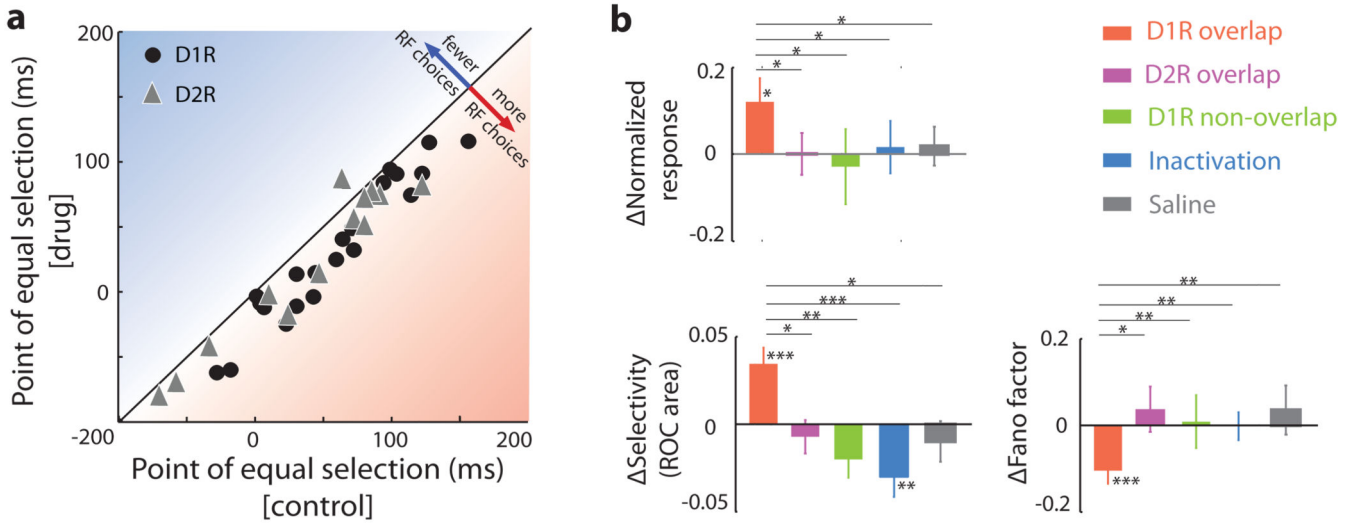 a
Point of equal selection (ms)
[drug]
200
100
0
-200
0
100
200
D1R
D2R
fewer
RF choices
more
RF choices
Point of equal selection (ms)
[control]
b
*
*
*
*
0.2
*
0
-0.2
ΔNormalized
response
D1R overlap
D2R overlap
D1R non-overlap
Inactivation
Saline
*
***
**
*
0.05
***
0
**
-0.05
ΔSelectivity
(ROC area)
**
**
**
*
0.2
0
***
-0.2
ΔFano factor